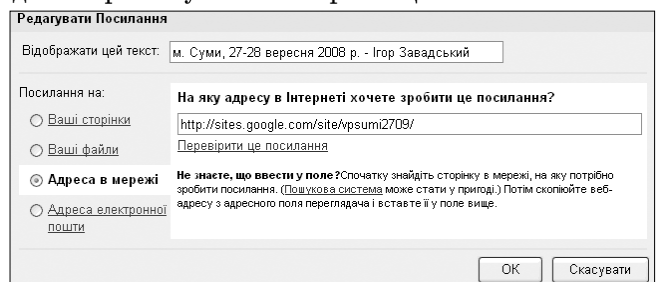 Редагувати Посилання
Відображати цей текст: м. Суми, 27-28 вересня 2008 р. - Ігор Завадський
Посилання на:
Ваші сторінки
Ваші файли
Адреса в мережі
Адреса електронної
пошти
На яку адресу в Інтернеті хочете зробити це посилання?
http://sites.google.com/site/vpsumi2709/
Перевірити це посилання
Не знаєте, що ввести у поле?Спочатку знайдіть сторінку в мережі, на яку потрібно
зробити посилання. (Пошукова система може стати у пригоді.) Потім скопіюйте веб-
адресу з адресного поля переглядача і вставте її у поле вище.
OK Скасувати